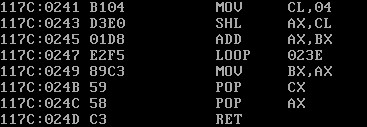 117C:0241 B104 MOV CL,04
117C:0243 D3E0 SHL AX,CL
117C:0245 01D8 ADD AX,BX
117C:0247 E2F5 LOOP 023E
117C:0249 89C3 MOV BX,AX
117C:024B 59 POP CX
117C:024C 58 POP AX
117C:024D C3 RET